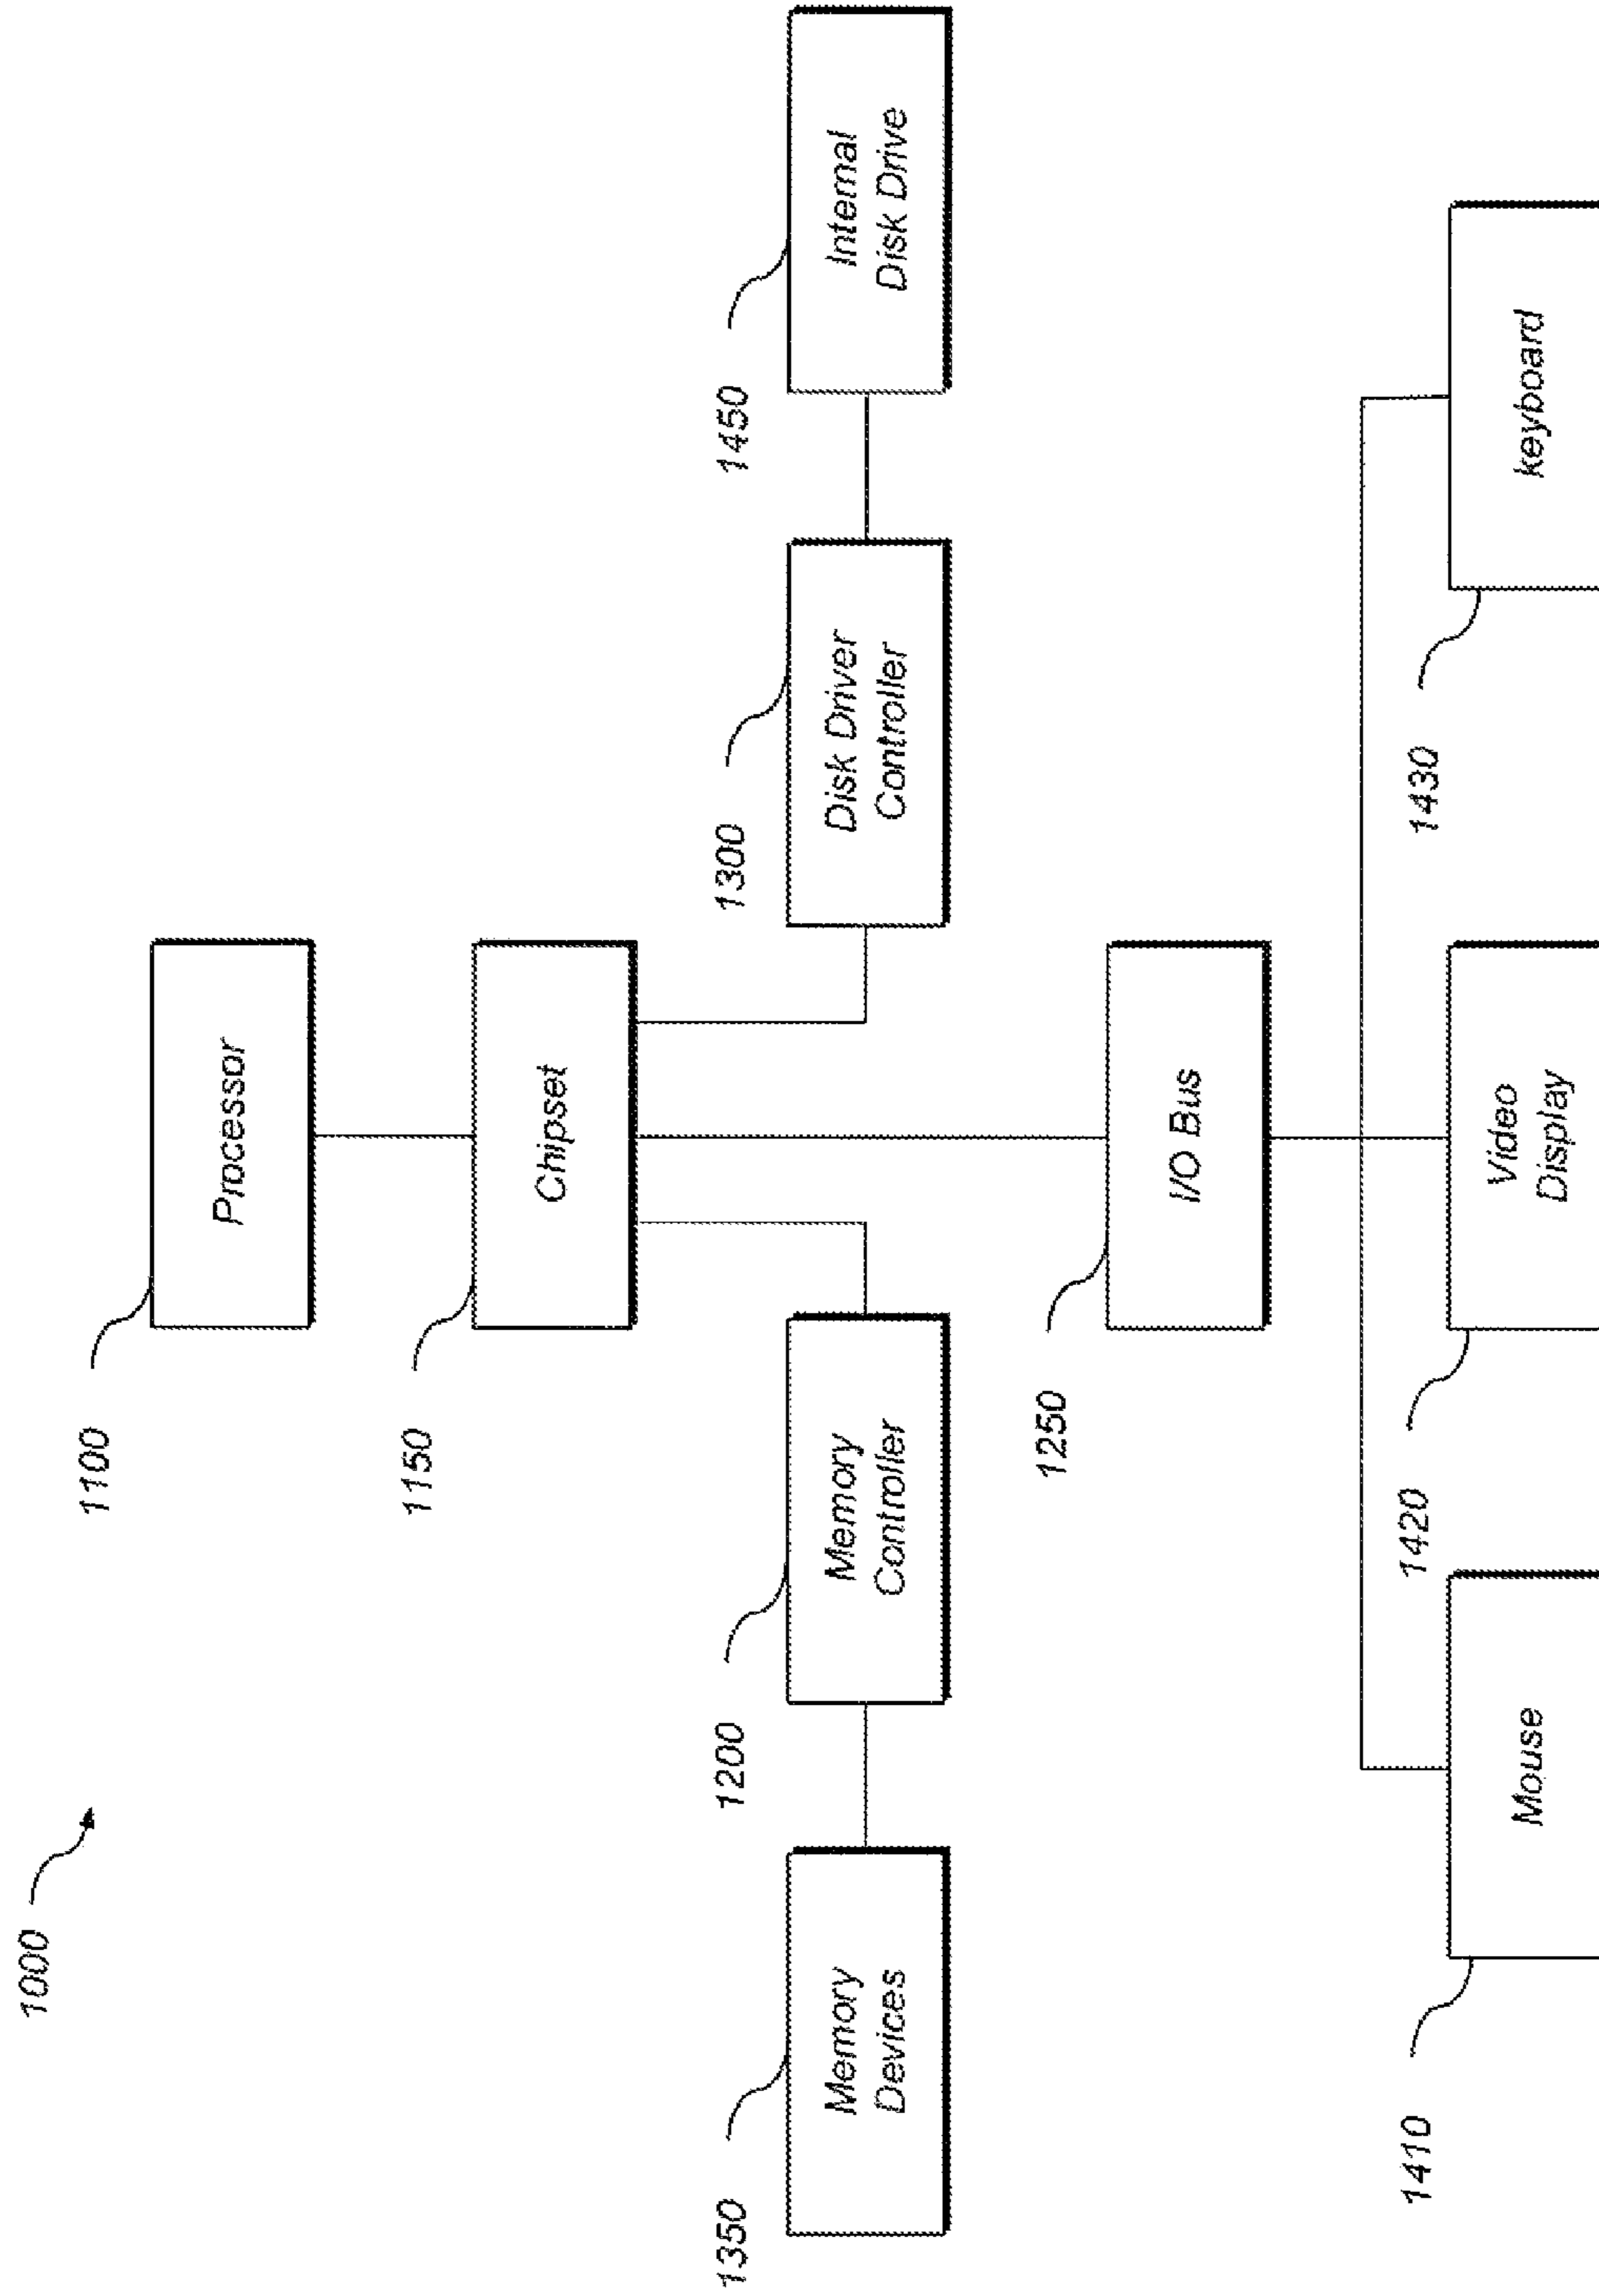 1000
1100
Processor
1150
Chipset
1350
Memory
Devices
1200
Memory
Controller
1300
Disk Driver
Controller
1450
Internal
Disk Drive
1250
I/O Bus
1410
Mouse
1420
Video
Display
1430
keyboard